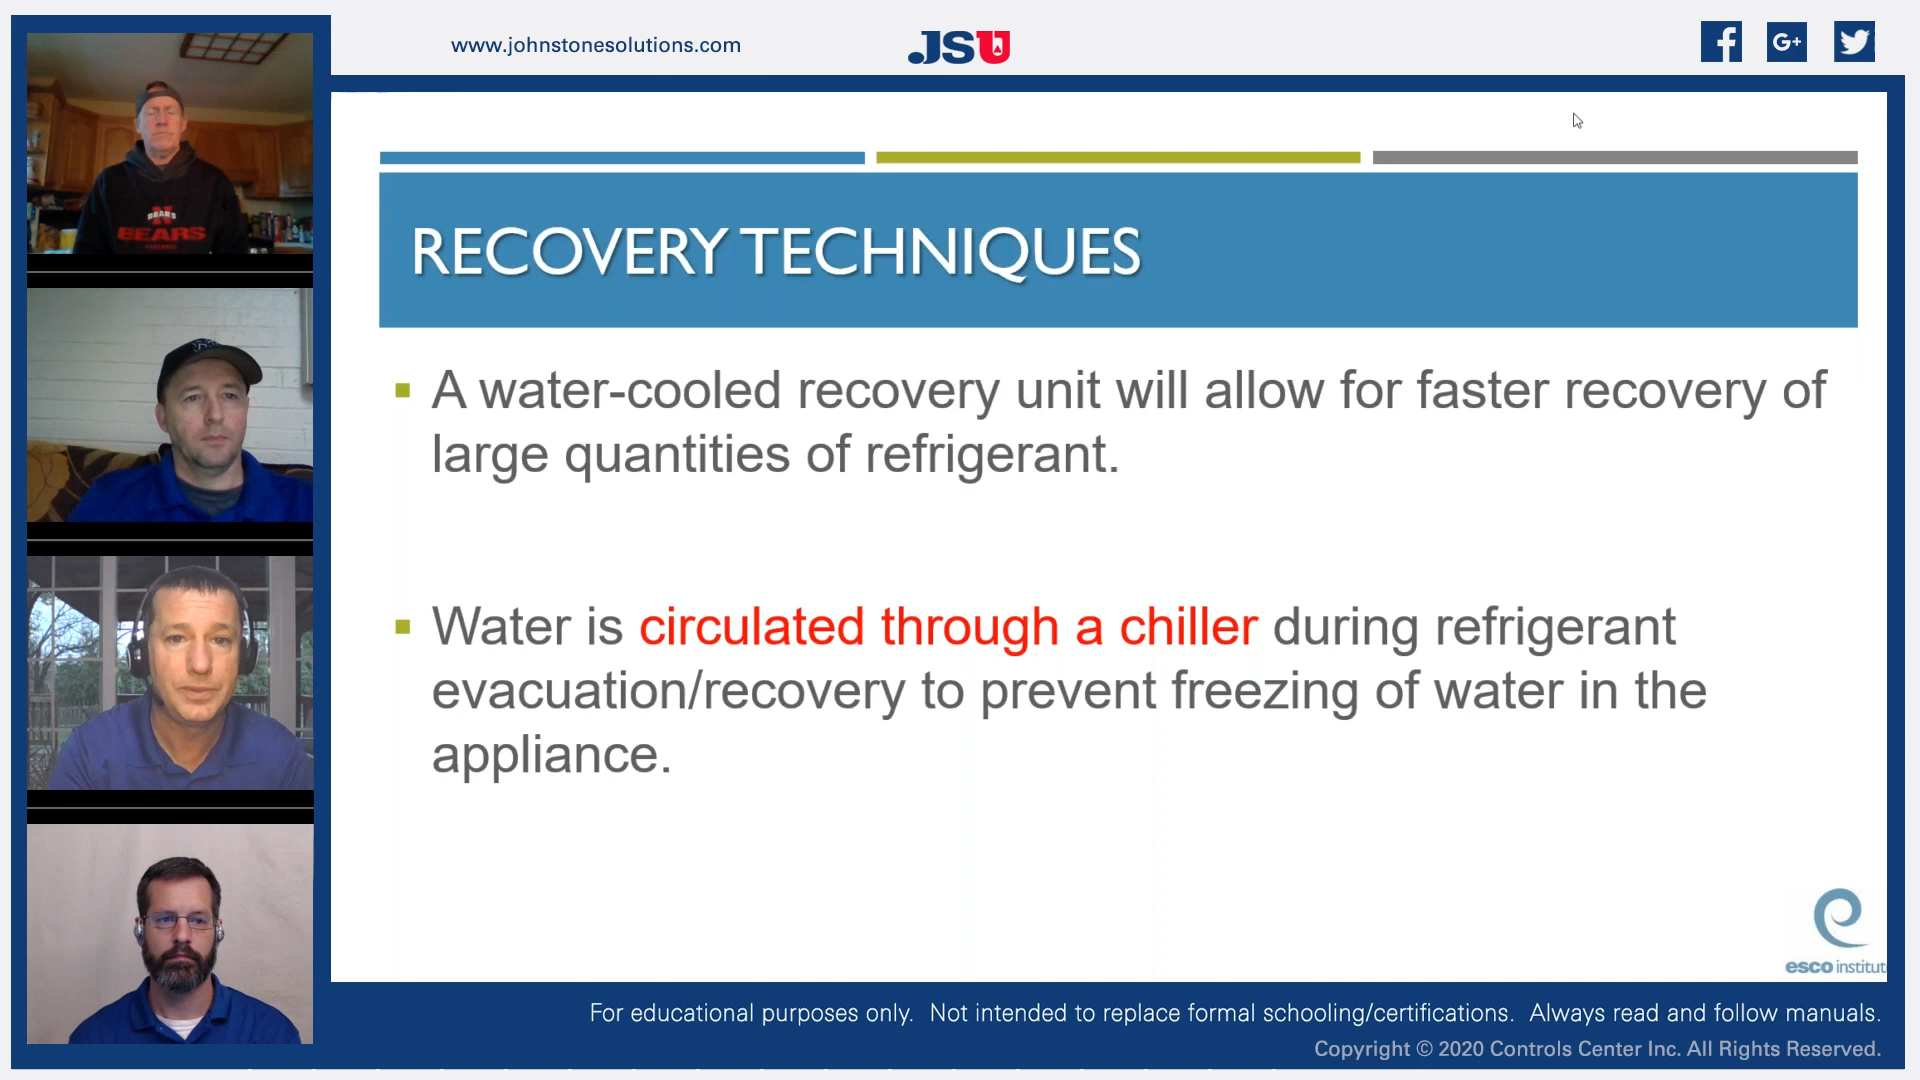 www.johnstonesolutions.com
JSU
G+
N
BEARS
BEARS
RECOVERY TECHNIQUES
A water-cooled recovery unit will allow for faster recovery of
large quantities of refrigerant.
Water is circulated through a chiller during refrigerant
evacuation/recovery to prevent freezing of water in the
appliance.
esco institut
For educational purposes only. Not intended to replace formal schooling/certifications. Always read and follow manuals.
Copyright © 2020 Controls Center Inc. All Rights Reserved.